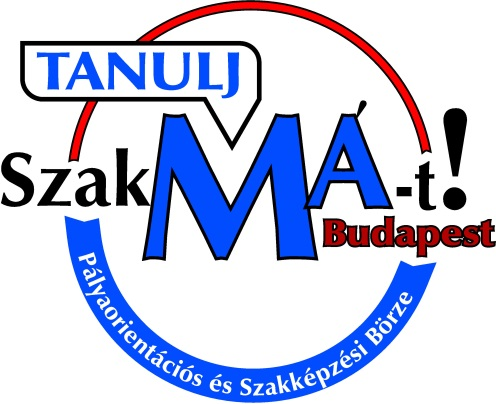 TANULJ
SzakMÁ-t!
Budapest
Pályaorientációs és Szakképzési Börze